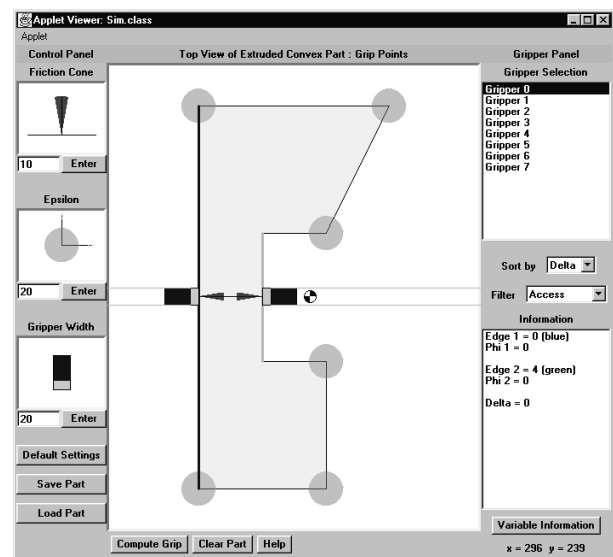 Applet Viewer: Sim.class
Applet
Control Panel
Top View of Extruded Convex Part : Grip Points
Gripper Panel
Friction Cone
10
Enter
Epsilon
20
Enter
Gripper Width
20
Enter
Default Settings
Save Part
Load Part
Compute Grip
Clear Part
Help
Gripper Selection
Gripper 0
Gripper 1
Gripper 2
Gripper 3
Gripper 4
Gripper 5
Gripper 6
Gripper 7
Sort by Delta
Filter Access
Information
Edge 1 = 0 (blue)
Phi 1 = 0
Edge 2 = 4 (green)
Phi 2 = 0
Delta = 0
Variable Information
x = 296 y = 239